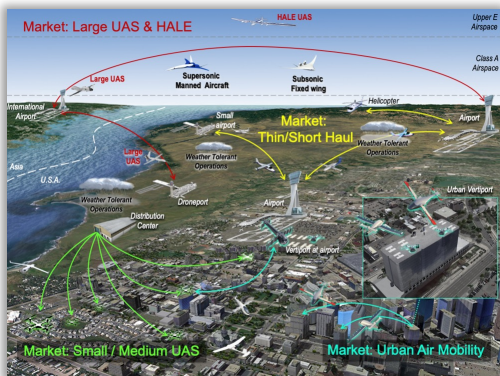 Market: Large UAS & HALE
HALE UAS
Upper E
Airspace
Class A
Airspace
Large UAS
Supersonic
Manned Aircraft
Subsonic
Fixed wing
International
Airport
Helicopter
Airport
Small
airport
Market:
Thin/Short Haul
Weather Tolerant
Operations
Weather Tolerant
Operations
Large
UAS
Asia
U.S.A.
Weather Tolerant
Operations
Droneport
Airport
Urban Vertiport
Distribution
Center
Vertiport at airport
Market: Small / Medium UAS
Market: Urban Air Mobility